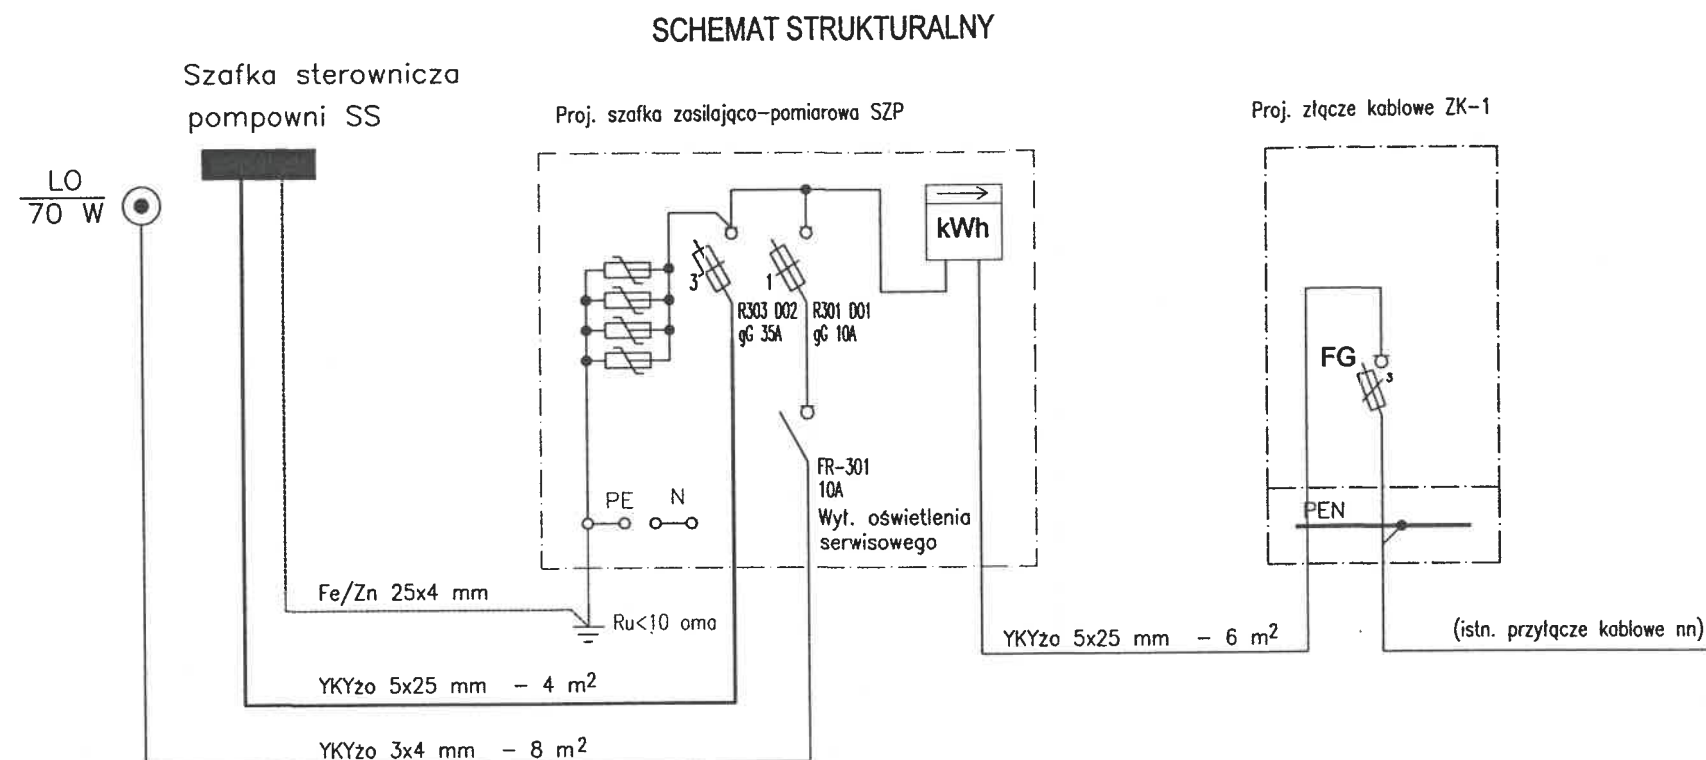 SCHEMAT STRUKTURALNY
Szafka sterownicza
pompowni SS
Proj. szafka zasilająco-pomiarowa SZP
Proj. złącze kablowe ZK-1
LO
70 W
kWh
3
1
R303 D02
gG 35A
R301 D01
gG 10A
FG
3
FR-301
10A
Wył. oświetlenia
serwisowego
PE
N
PEN
Fe/Zn 25x4 mm
Ru<10 oma
YKYżo 5x25 mm - 6 m²
(istn. przyłącze kablowe nn)
YKYżo 5x25 mm - 4 m²
YKYżo 3x4 mm - 8 m²